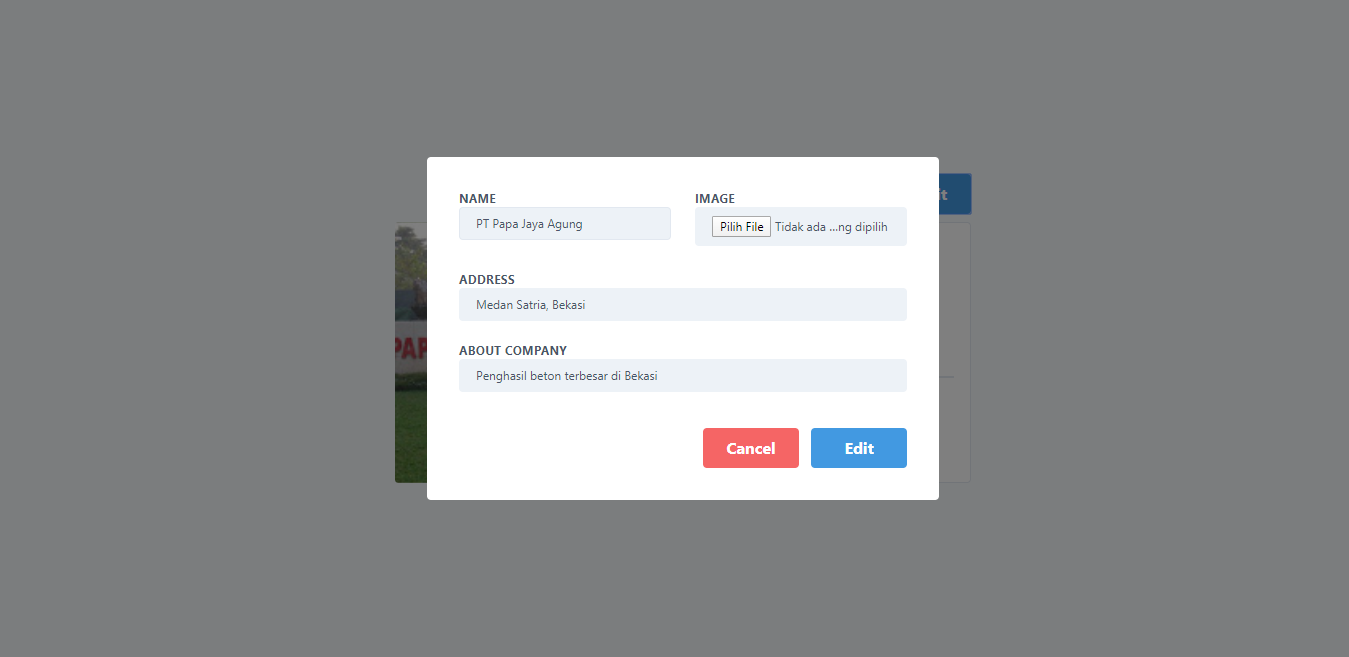 NAME
IMAGE
PT Papa Jaya Agung
Pilih File Tidak ada ...ng dipilih
ADDRESS
Medan Satria, Bekasi
ABOUT COMPANY
Penghasil beton terbesar di Bekasi
Cancel
Edit